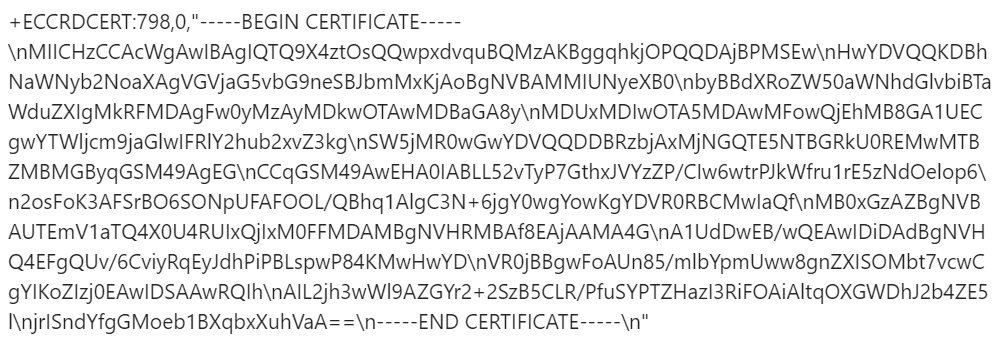 +ECCRDCERT:798,0,"-----BEGIN CERTIFICATE-----
\nMIICHzCCAcWgAwIBAgIQTQ9X4ztOsQQwpxdvquBQMzAKBggqhkjOPQQDAjBPMSEw\nHwYDVQQKDBh
NaWNyb2NoaXAgVGVjaG5vbG9neSBJbmMxKjAoBgNVBAMMIUNyeXB0\nbyBBdXRoZW50aWNhdGlvbiBTa
WduZXIgMkRFMDAgFw0yMzAyMDkwOTAwMDBaGA8y\nMDUxMDIwOTA5MDAwMFowQjEhMB8GA1UEC
gwYTWljcm9jaGlwIFRlY2hub2xvZ3kg\nSW5jMR0wGwYDVQQDDBRzbjAxMjNGQTE5NTBGRkU0REMwMTB
ZMBMGByqGSM49AgEG\nCCqGSM49AwEHA0IABLL52vTyP7GthxJVYzZP/CIw6wtrPJkWfru1rE5zNdOelop6\
n2osFoK3AFSrBO6SONpUFAFOOL/QBhq1AlgC3N+6jgY0wgYowKgYDVR0RBCMwIaQf\nMB0xGzAZBgNVB
AUTEmV1aTQ4X0U4RUIxQjIxM0FFMDAMBgNVHRMBAf8EAjAAMA4G\nA1UdDwEB/wQEAwIDiDAdBgNVH
Q4EFgQUv/6CviyRqEyJdhPiPBLspwP84KMwHwYD\nVR0jBBgwFoAUn85/mlbYpmUww8gnZXISOMbt7vcwC
gYIKoZIzj0EAwIDSAAwRQIh\nAIL2jh3wWl9AZGYr2+2SzB5CLR/PfuSYPTZHazI3RiFOAiAltqOXGWDhJ2b4ZE5
l\njrISndYfgGMoeb1BXqbxXuhVaA==\n-----END CERTIFICATE-----\n"